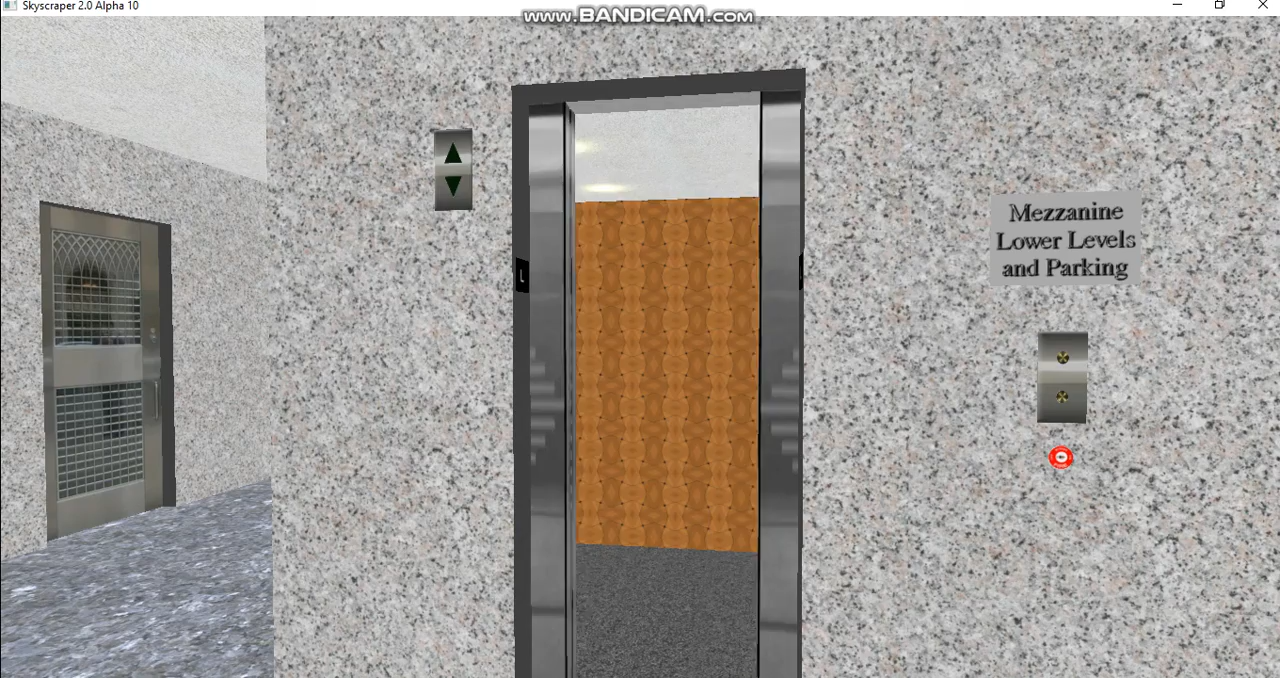 Skyscraper 2.0 Alpha 10
www.BANDICAM.com
L
Mezzanine
Lower Levels
and Parking